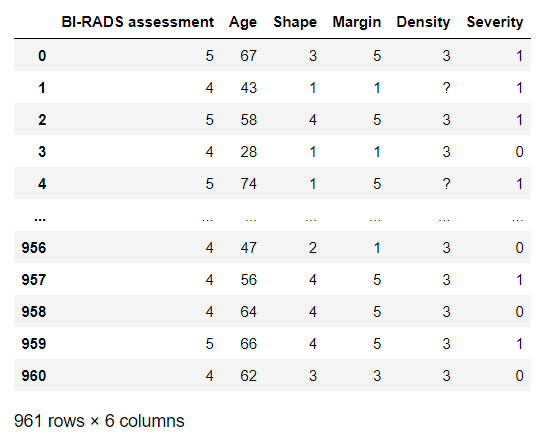 BI-RADS assessment Age Shape Margin Density Severity
0 5 67 3 5 3 1
1 4 43 1 1 ? 1
2 5 58 4 5 3 1
3 4 28 1 1 3 0
4 5 74 1 5 ? 1
... ... ... ... ... ... ...
956 4 47 2 1 3 0
957 4 56 4 5 3 1
958 4 64 4 5 3 0
959 5 66 4 5 3 1
960 4 62 3 3 3 0
961 rows × 6 columns